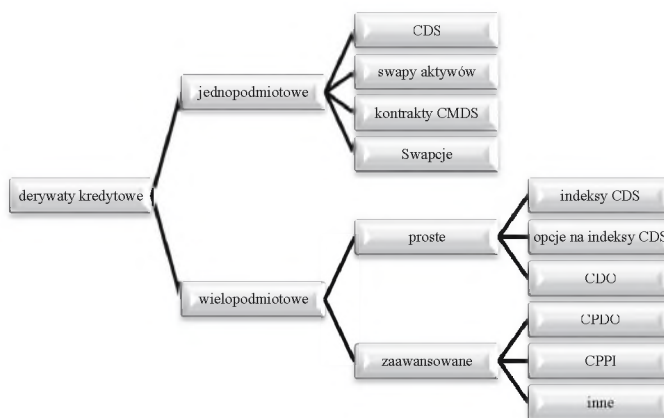 CDS
swapy aktywów
jednopodmiotowe
kontrakty CMDS
Swapcje
derywaty kredytowe
indeksy CDS
proste
opcje na indeksy CDS
CDO
wielopodmiotowe
CPDO
zaawansowane
CPPI
inne